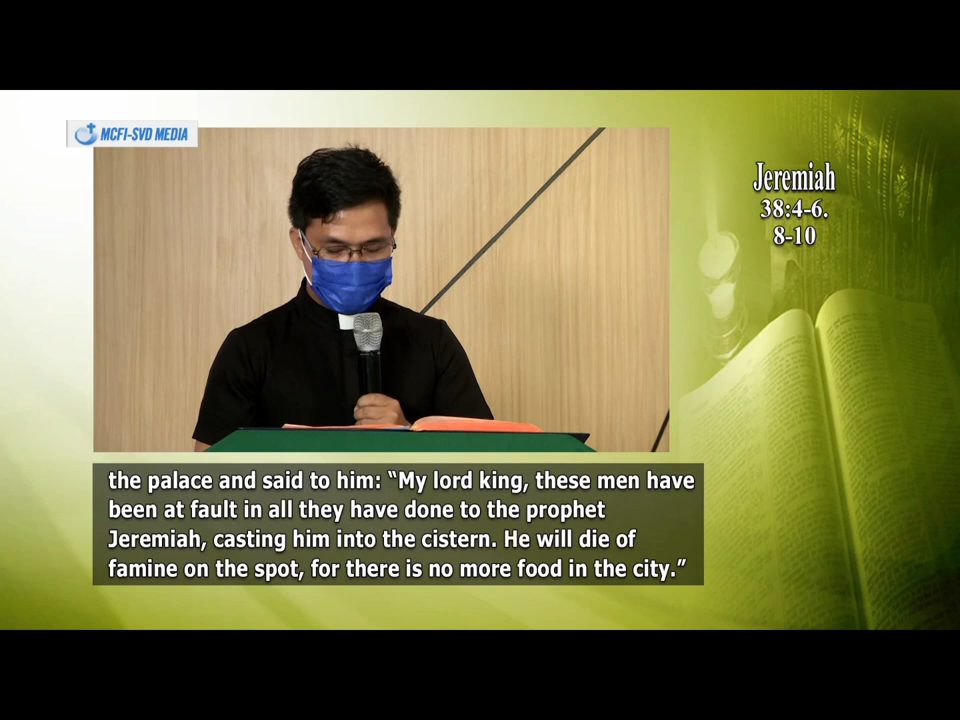 MCFI-SVD MEDIA
Jeremiah
38:4-6.
8-10
the palace and said to him: “My lord king, these men have
been at fault in all they have done to the prophet
Jeremiah, casting him into the cistern. He will die of
famine on the spot, for there is no more food in the city.”